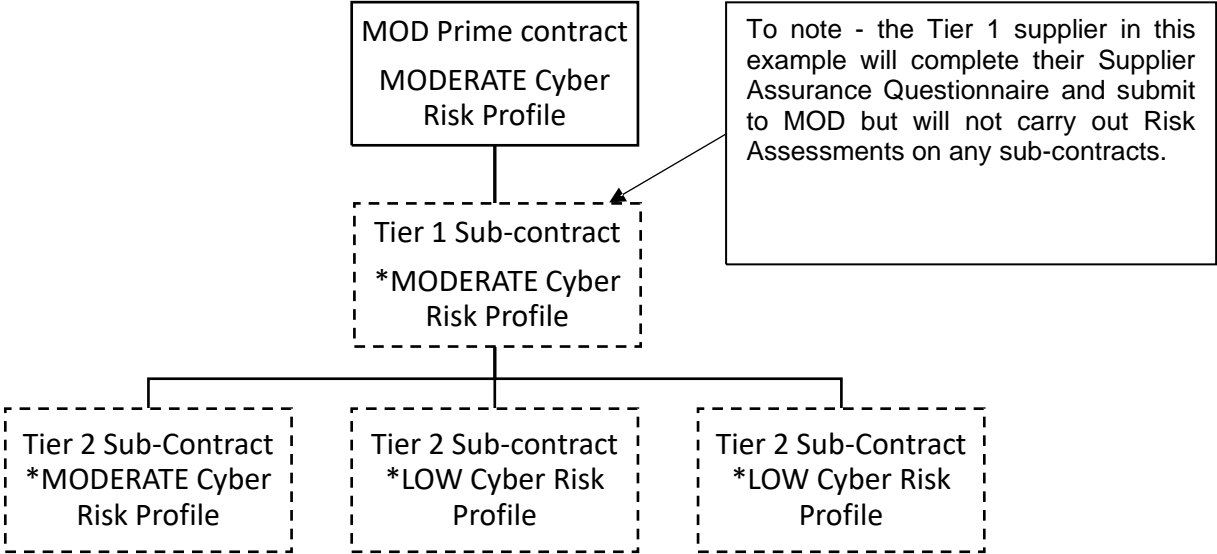 MOD Prime contract
MODERATE Cyber
Risk Profile
To note - the Tier 1 supplier in this
example will complete their Supplier
Assurance Questionnaire and submit
to MOD but will not carry out Risk
Assessments on any sub-contracts.
Tier 1 Sub-contract
*MODERATE Cyber
Risk Profile
Tier 2 Sub-Contract
*MODERATE Cyber
Risk Profile
Tier 2 Sub-contract
*LOW Cyber Risk
Profile
Tier 2 Sub-Contract
*LOW Cyber Risk
Profile